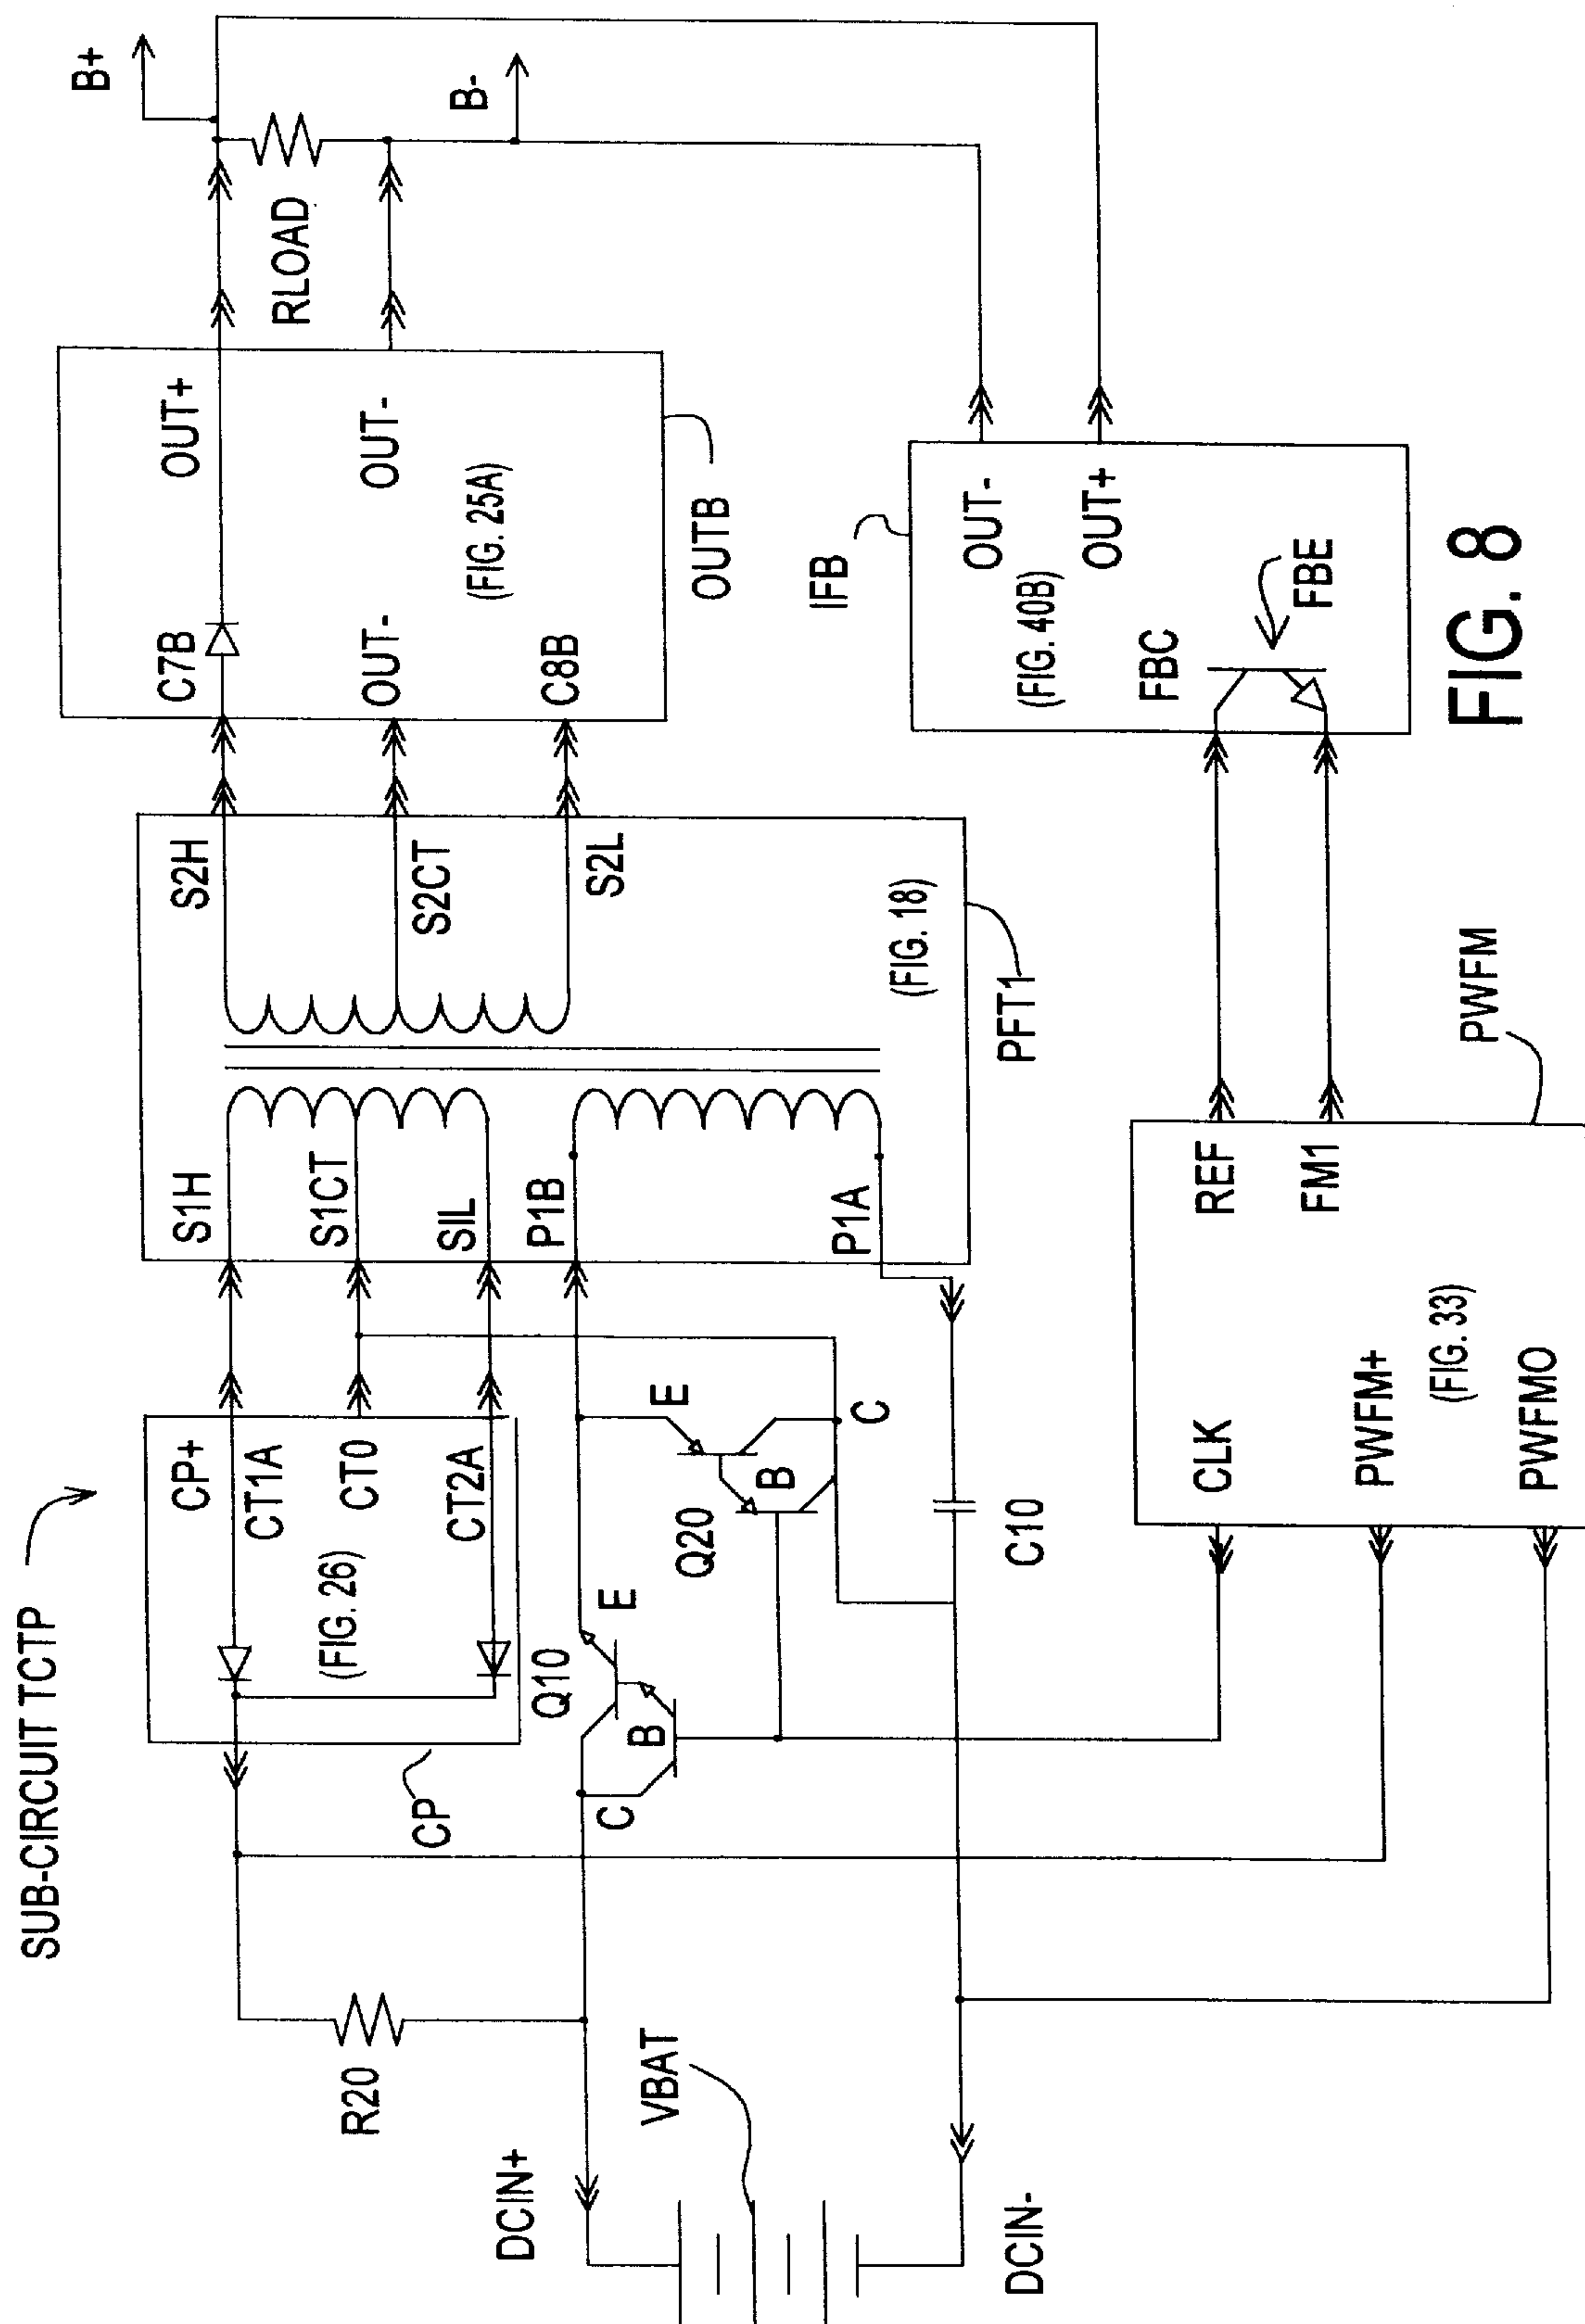 SUB-CIRCUIT TCTP
B+
B-
RLOAD
OUT+
OUT-
(FIG. 25A)
C7B
OUT-
C8B
OUTB
S2H
S2CT
S2L
(FIG. 18)
PFT1
S1H
S1CT
SIL
P1B
P1A
CP+
CT1A
CT0
CT2A
(FIG. 26)
CP
E
C
B
Q20
Q10
E
B
C
C10
R20
VBAT
DCIN+
DCIN-
IFB
OUT-
OUT+
(FIG. 40B)
FBC
FBE
REF
FM1
PWFM
CLK
PWFM+
(FIG. 33)
PWFMO
FIG. 8